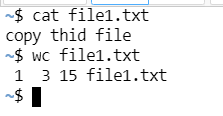 ~$ cat file1.txt
copy thid file
~$ wc file1.txt
 1  3 15 file1.txt
~$